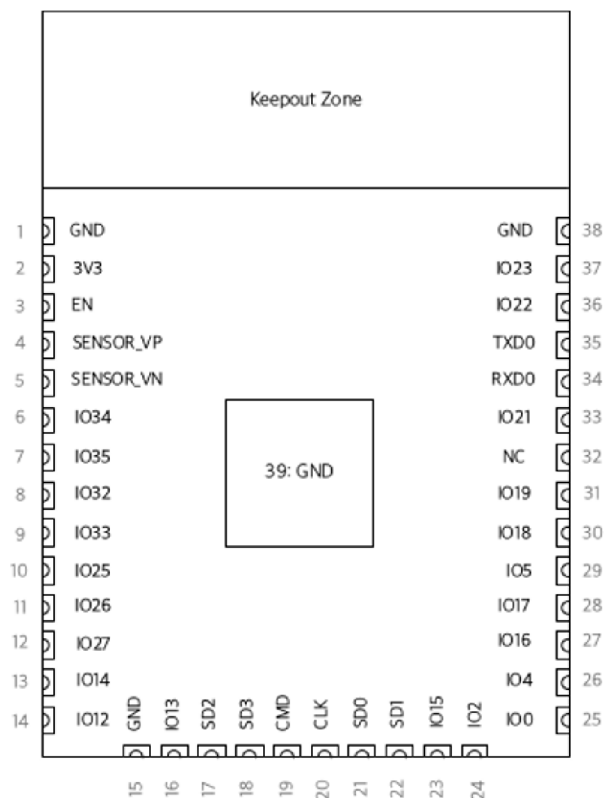 Keepout Zone
1 GND
2 3V3
3 EN
4 SENSOR_VP
5 SENSOR_VN
6 IO34
7 IO35
8 IO32
9 IO33
10 IO25
11 IO26
12 IO27
13 IO14
14 IO12
39: GND
GND 38
IO23 37
IO22 36
TXD0 35
RXD0 34
IO21 33
NC 32
IO19 31
IO18 30
IO5 29
IO17 28
IO16 27
IO4 26
IO0 25
GND IO13 SD2 SD3 CMD CLK SD0 SD1 IO15 IO2
15 16 17 18 19 20 21 22 23 24